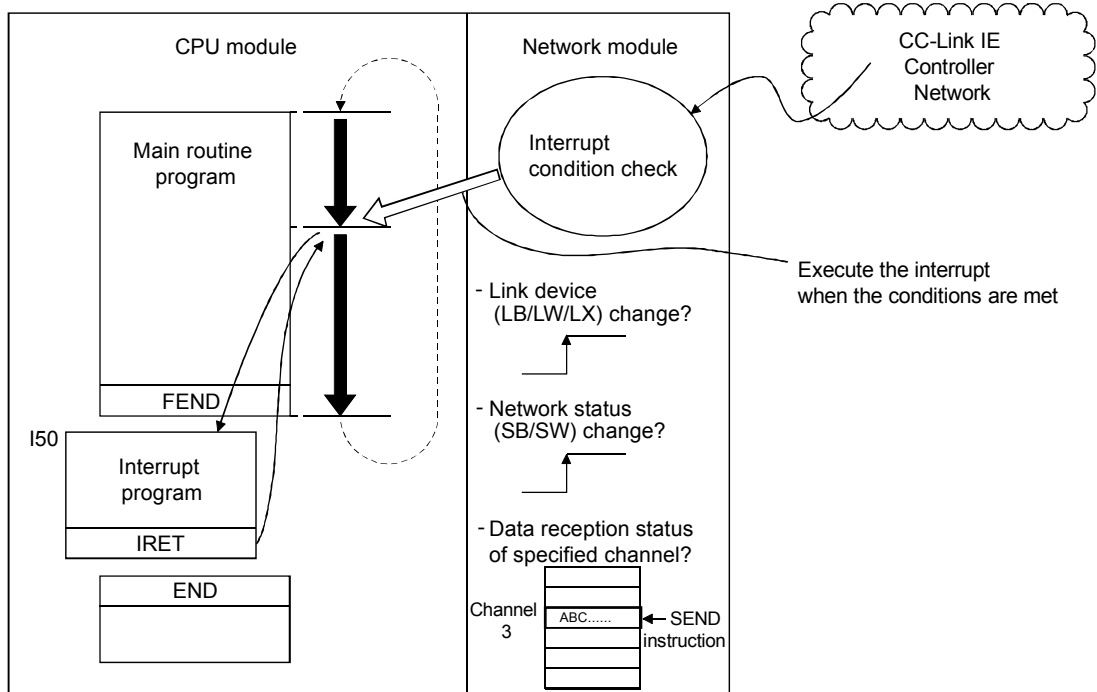 CPU module
Main routine
program
FEND
I50
Interrupt
program
IRET
END
Network module
Interrupt
condition check
- Link device
(LB/LW/LX) change?
- Network status
(SB/SW) change?
- Data reception status
of specified channel?
Channel
3
ABC......
SEND
instruction
CC-Link IE
Controller
Network
Execute the interrupt
when the conditions are met